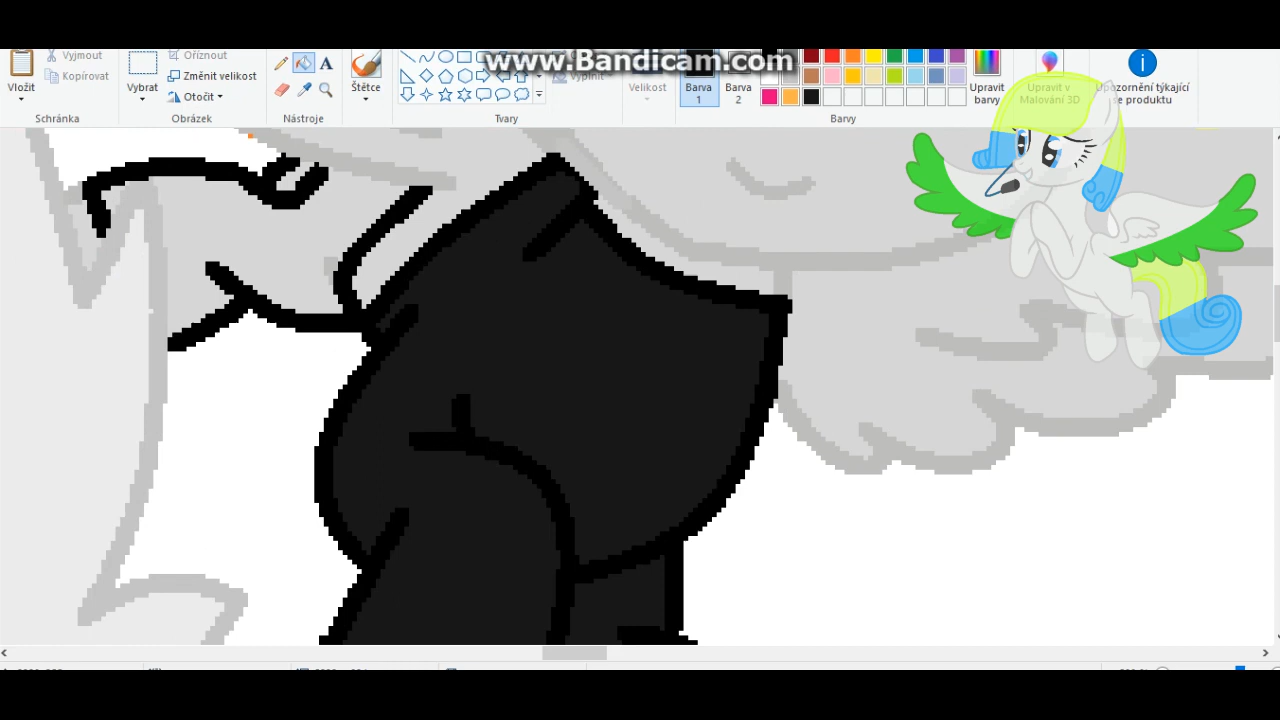 www.Bandicam.com
Vyjmout
Oříznout
Kopírovat
Změnit velikost
Vložit
Vybrat
Otočit
A
Štětce
Vyplnit
Velikost
Barva
1
Barva
2
Upravit
barvy
Upravit v
Malování 3D
Upozornění týkající
se produktu
Schránka
Obrázek
Nástroje
Tvary
Barvy